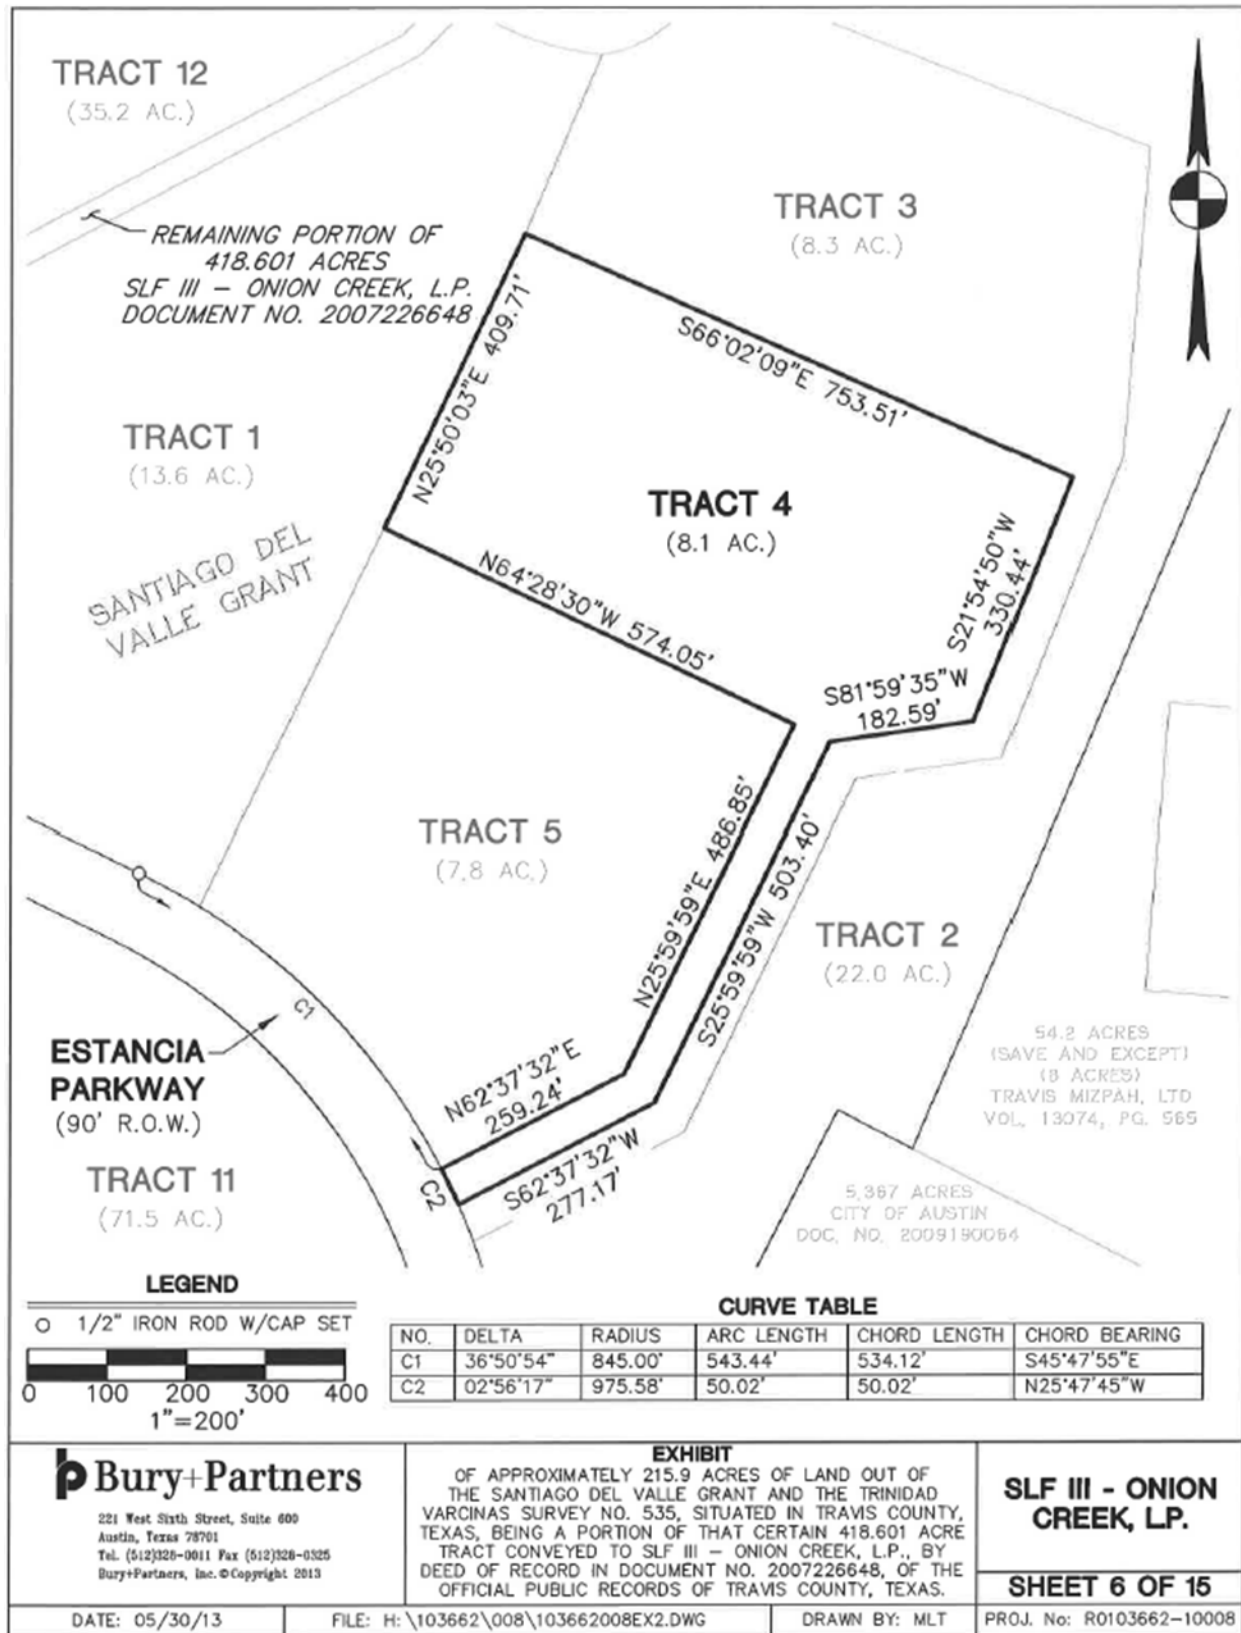 TRACT 12
(35.2 AC.)
REMAINING PORTION OF
418.601 ACRES
SLF III – ONION CREEK, L.P.
DOCUMENT NO. 2007226648
TRACT 3
(8.3 AC.)
N25°50'03"E 409.71'
S66°02'09"E 753.51'
TRACT 1
(13.6 AC.)
SANTIAGO DEL
VALLE GRANT
TRACT 4
(8.1 AC.)
N64°28'30"W 574.05'
S21°54'50"W
330.44'
S81°59'35"W
182.59'
TRACT 5
(7.8 AC.)
N25°59'59"E 486.85'
S25°59'59"W 503.40'
TRACT 2
(22.0 AC.)
C1
ESTANCIA
PARKWAY
(90' R.O.W.)
54.2 ACRES
(SAVE AND EXCEPT)
(8 ACRES)
TRAVIS MIZPAH, LTD
VOL. 13074, PG. 565
N62°37'32"E
259.24'
C2
S62°37'32"W
277.17'
TRACT 11
(71.5 AC.)
5.367 ACRES
CITY OF AUSTIN
DOC. NO. 2009190064
LEGEND
O 1/2" IRON ROD W/CAP SET
0 100 200 300 400
1"=200'
CURVE TABLE
NO. DELTA RADIUS ARC LENGTH CHORD LENGTH CHORD BEARING
C1 36°50'54" 845.00' 543.44' 534.12' S45°47'55"E
C2 02°56'17" 975.58' 50.02' 50.02' N25°47'45"W
Bury+Partners
221 West Sixth Street, Suite 600
Austin, Texas 78701
Tel. (512)328-0011 Fax (512)328-0325
Bury+Partners, Inc. ©Copyright 2013
EXHIBIT
OF APPROXIMATELY 215.9 ACRES OF LAND OUT OF
THE SANTIAGO DEL VALLE GRANT AND THE TRINIDAD
VARCINAS SURVEY NO. 535, SITUATED IN TRAVIS COUNTY,
TEXAS, BEING A PORTION OF THAT CERTAIN 418.601 ACRE
TRACT CONVEYED TO SLF III – ONION CREEK, L.P., BY
DEED OF RECORD IN DOCUMENT NO. 2007226648, OF THE
OFFICIAL PUBLIC RECORDS OF TRAVIS COUNTY, TEXAS.
SLF III - ONION
CREEK, L.P.
SHEET 6 OF 15
DATE: 05/30/13
FILE: H:\103662\008\103662008EX2.DWG
DRAWN BY: MLT
PROJ. No: R0103662-10008